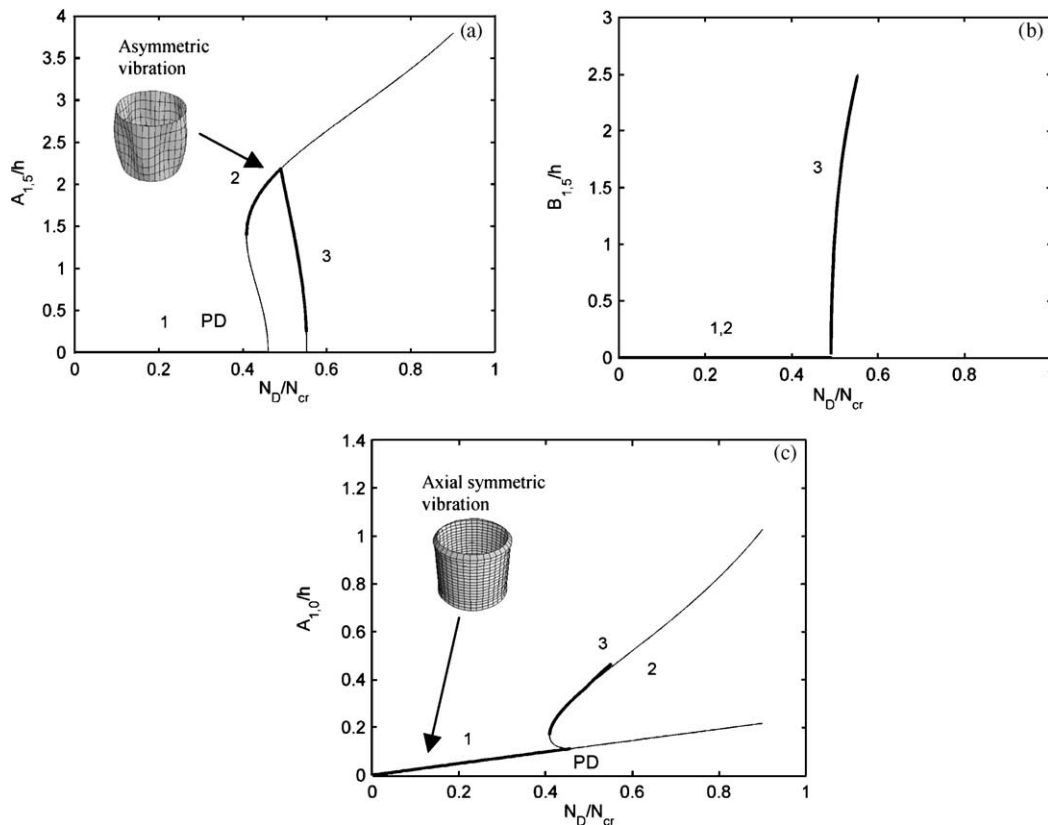 (a)
Asymmetric
vibration
A1,5/h
4
3.5
3
2.5
2
1.5
1
0.5
0
2
3
1 PD
0 0.2 0.4 0.6 0.8 1
ND/Ncr
(b)
B1,5/h
3
2.5
2
1.5
1
0.5
0
3
1,2
0 0.2 0.4 0.6 0.8
ND/Ncr
(c)
Axial symmetric
vibration
A1,0/h
1.4
1.2
1
0.8
0.6
0.4
0.2
0
3
2
1
PD
0 0.2 0.4 0.6 0.8 1
ND/Ncr